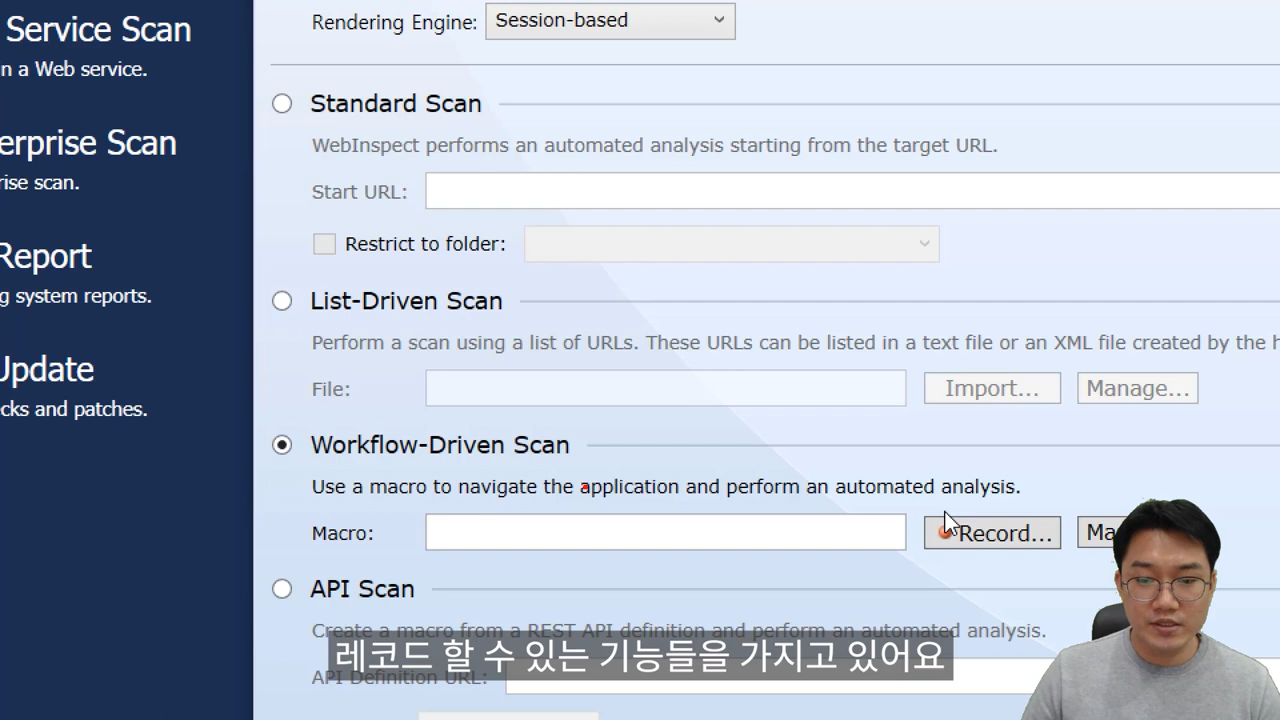 Service Scan
n a Web service.
erprise Scan
rise scan.
Report
g system reports.
Update
cks and patches.
Rendering Engine: Session-based
Standard Scan
WebInspect performs an automated analysis starting from the target URL.
Start URL:
Restrict to folder:
List-Driven Scan
Perform a scan using a list of URLs. These URLs can be listed in a text file or an XML file created by the h
File: Import... Manage...
Workflow-Driven Scan
Use a macro to navigate the application and perform an automated analysis.
Macro: Record... Ma
API Scan
Create a macro from a REST API definition and perform an automated analysis.
레코드 할 수 있는 기능들을 가지고 있어요
API Definition URL: